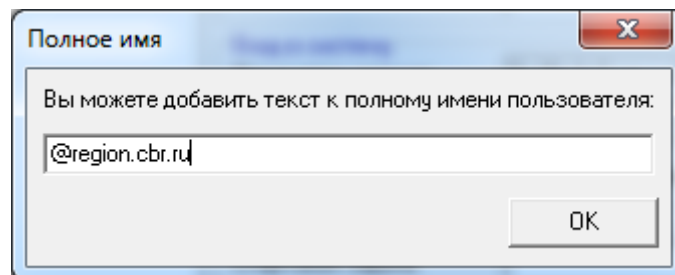 Полное имя
Вы можете добавить текст к полному имени пользователя:
@region.cbr.ru
OK